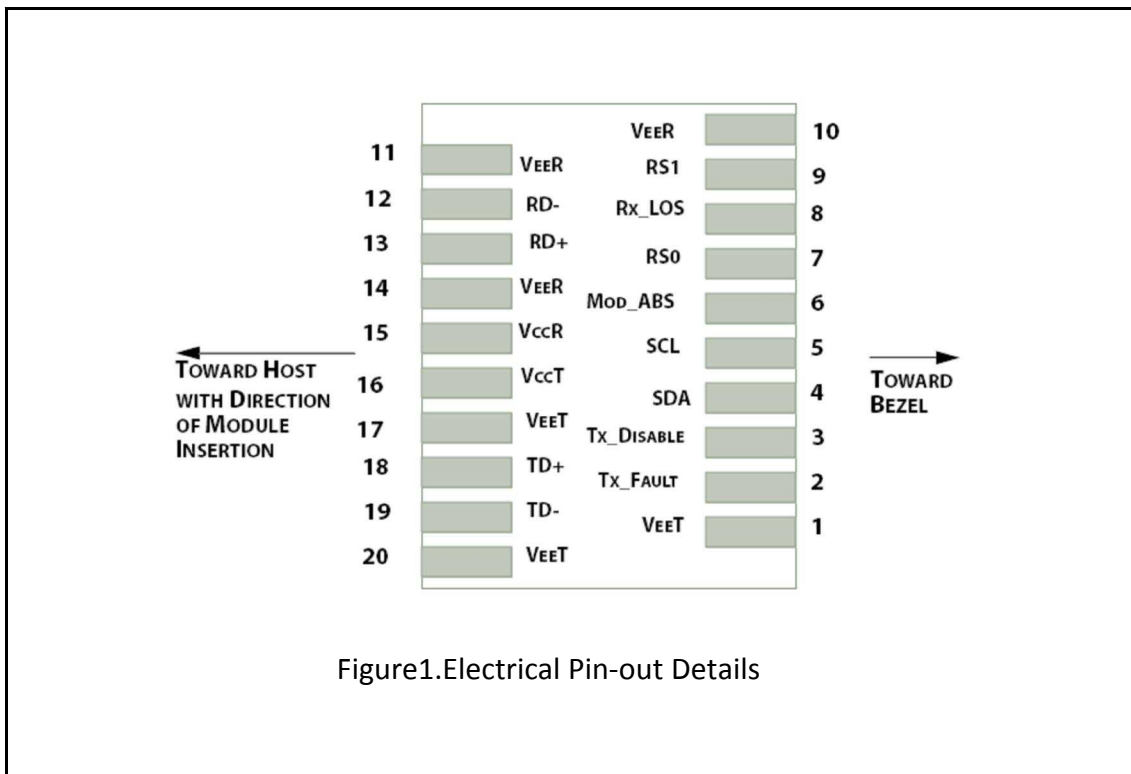 11
12
13
14
15
16
17
18
19
20
VEER
RD-
RD+
VEER
VCCR
VCCT
VEET
TD+
TD-
VEET
VEER
RS1
RX_LOS
RS0
MOD_ABS
SCL
SDA
TX_DISABLE
TX_FAULT
VEET
10
9
8
7
6
5
4
3
2
1
TOWARD HOST
WITH DIRECTION
OF MODULE
INSERTION
TOWARD
BEZEL
Figure1.Electrical Pin-out Details